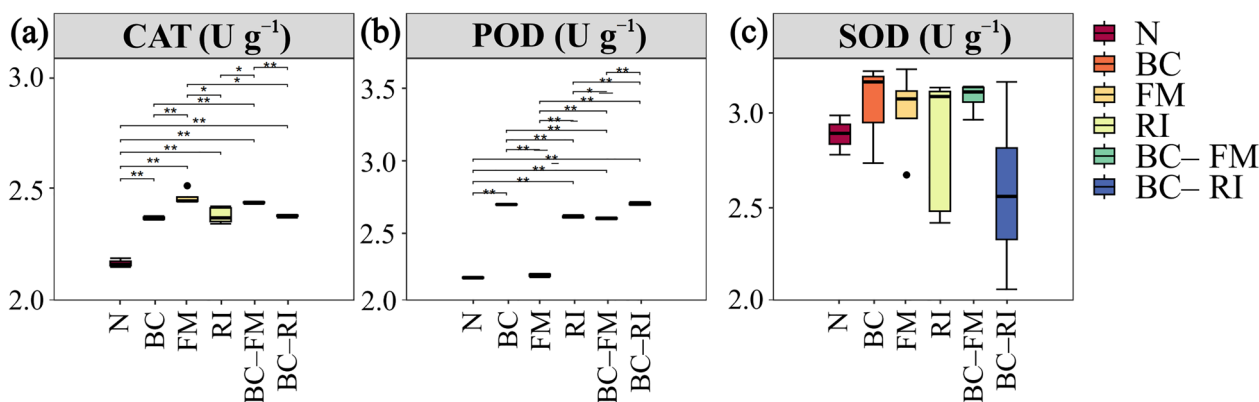 (a) CAT (U g⁻¹)
3.0
2.5
2.0
* **
* *
** *
**
**
**
**
**
**
N BC FM RI BC–FM BC–RI
(b) POD (U g⁻¹)
3.5
3.0
2.5
2.0
**
**
*
**
**
**
**
**
**
**
**
**
**
N BC FM RI BC–FM BC–RI
(c) SOD (U g⁻¹)
3.0
2.5
2.0
N BC FM RI BC–FM BC–RI
N
BC
FM
RI
BC– FM
BC– RI